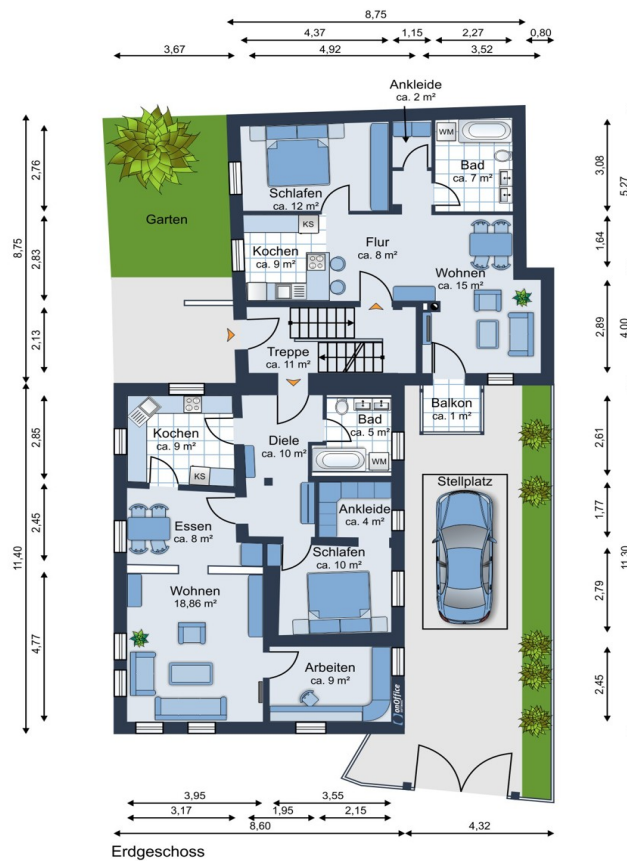 8,75
4,37
1,15
2,27
0,80
3,67
4,92
3,52
Ankleide
ca. 2 m²
WM
Bad
ca. 7 m²
Schlafen
ca. 12 m²
Garten
KS
Kochen
ca. 9 m²
Flur
ca. 8 m²
Wohnen
ca. 15 m²
Treppe
ca. 11 m²
Balkon
ca. 1 m²
2,76
2,83
8,75
2,13
3,08
5,27
1,64
2,89
4,00
Kochen
ca. 9 m²
KS
Diele
ca. 10 m²
Bad
ca. 5 m²
WM
Stellplatz
Essen
ca. 8 m²
Ankleide
ca. 4 m²
Schlafen
ca. 10 m²
Wohnen
18,86 m²
Arbeiten
ca. 9 m²
onOffice
2,85
2,45
11,40
4,77
2,61
1,77
11,30
2,79
2,45
3,95
3,55
3,17
1,95
2,15
8,60
4,32
Erdgeschoss